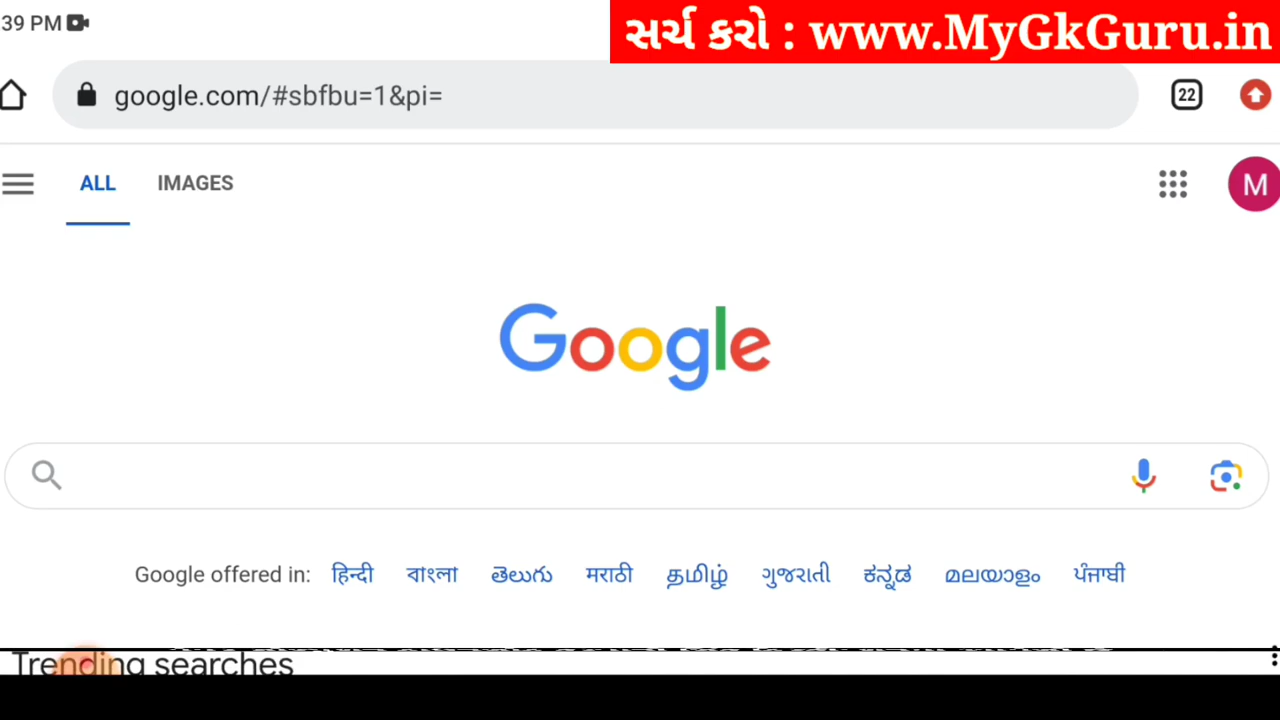 39 PM
સર્ચ કરો : www.MyGkGuru.in
google.com/#sbfbu=1&pi=
22
ALL IMAGES
M
Google
Google offered in: हिन्दी বাংলা తెలుగు मराठी தமிழ் ગુજરાતી ಕನ್ನಡ മലയാളം ਪੰਜਾਬੀ
Trending searches